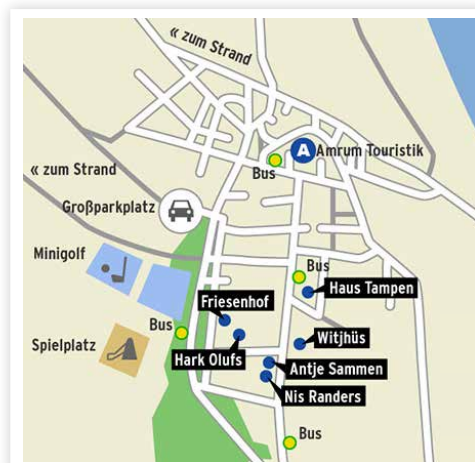 « zum Strand
A
Amrum Touristik
Bus
« zum Strand
Großparkplatz
Minigolf
Bus
Haus Tampen
Friesenhof
Bus
Witjhüs
Spielplatz
Hark Olufs
Antje Sammen
Nis Randers
Bus